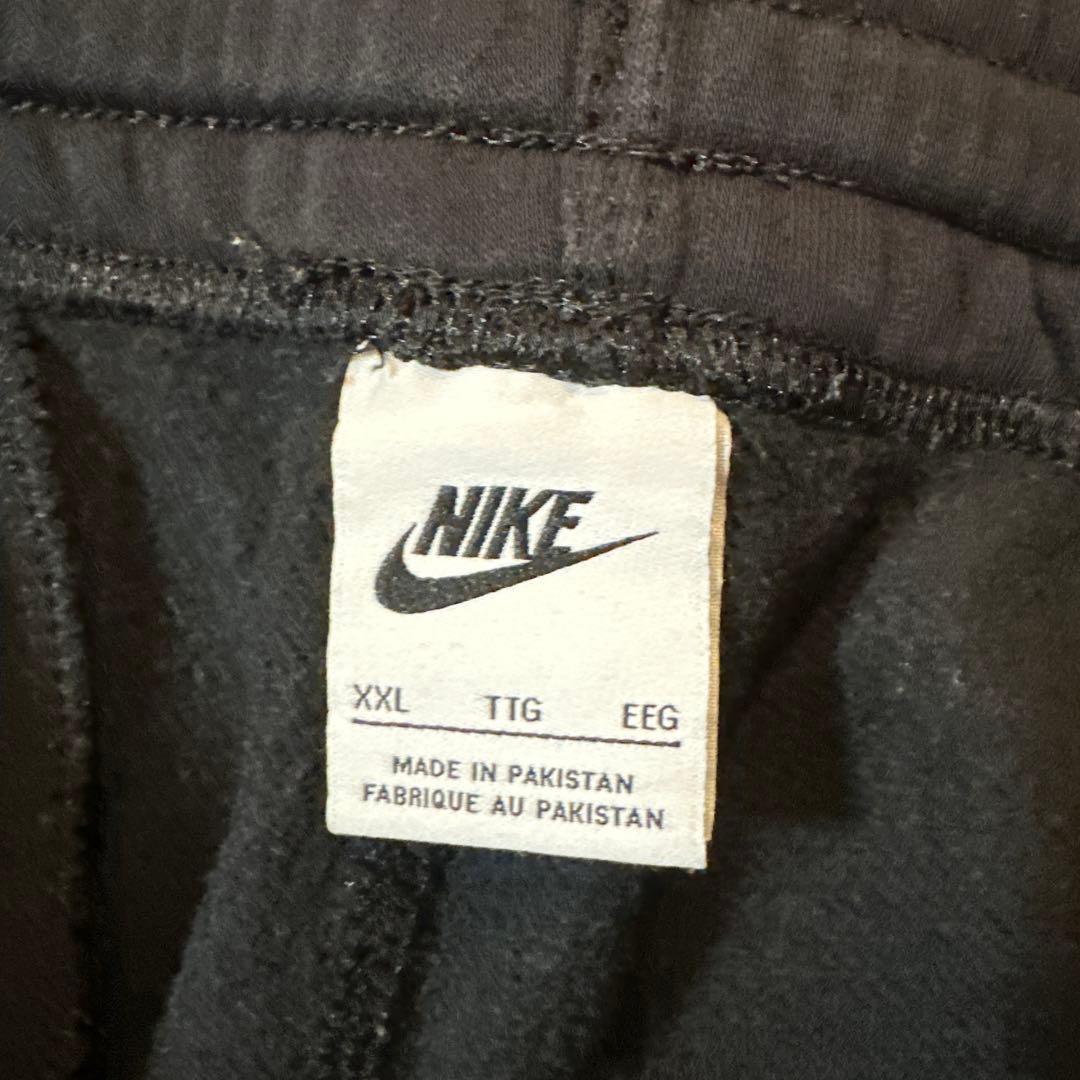 NIKE
XXL TTG EEG
MADE IN PAKISTAN
FABRIQUE AU PAKISTAN